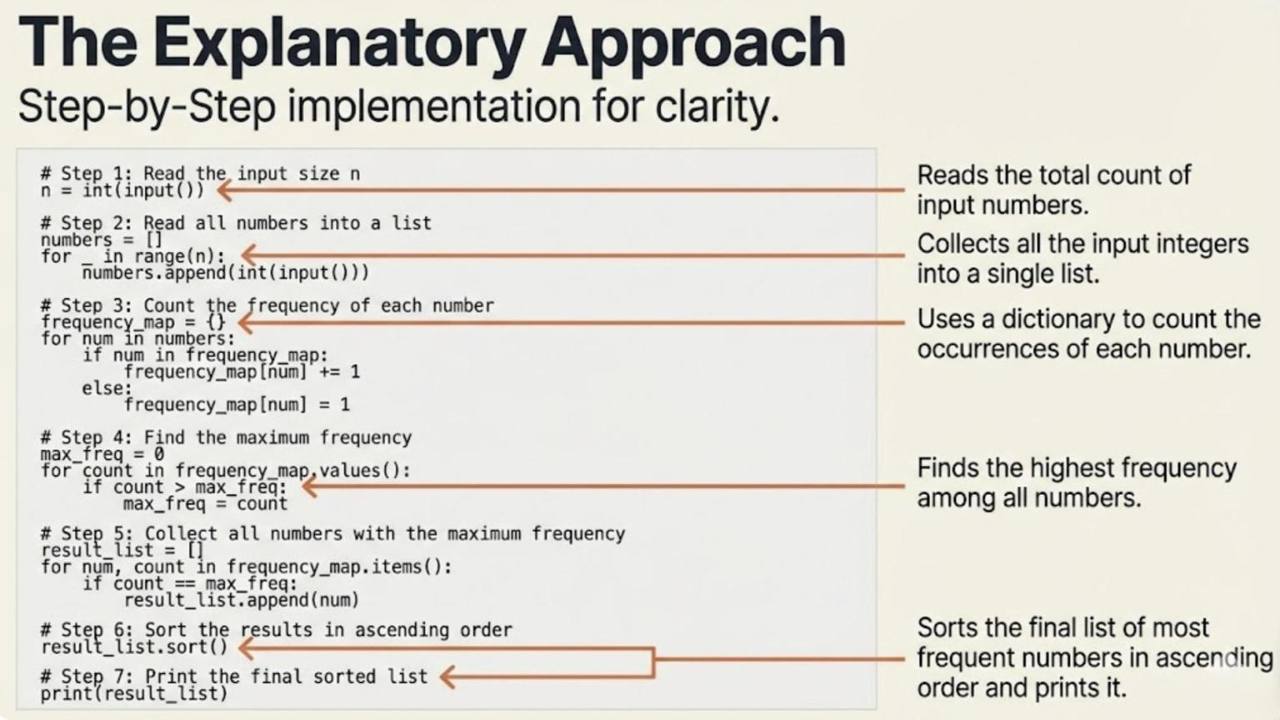 The Explanatory Approach
Step-by-Step implementation for clarity.
# Step 1: Read the input size n
n = int(input())
# Step 2: Read all numbers into a list
numbers = []
for _ in range(n):
    numbers.append(int(input()))
# Step 3: Count the frequency of each number
frequency_map = {}
for num in numbers:
    if num in frequency_map:
        frequency_map[num] += 1
    else:
        frequency_map[num] = 1
# Step 4: Find the maximum frequency
max_freq = 0
for count in frequency_map.values():
    if count > max_freq:
        max_freq = count
# Step 5: Collect all numbers with the maximum frequency
result_list = []
for num, count in frequency_map.items():
    if count == max_freq:
        result_list.append(num)
# Step 6: Sort the results in ascending order
result_list.sort()
# Step 7: Print the final sorted list
print(result_list)
Reads the total count of
input numbers.
Collects all the input integers
into a single list.
Uses a dictionary to count the
occurrences of each number.
Finds the highest frequency
among all numbers.
Sorts the final list of most
frequent numbers in ascending
order and prints it.